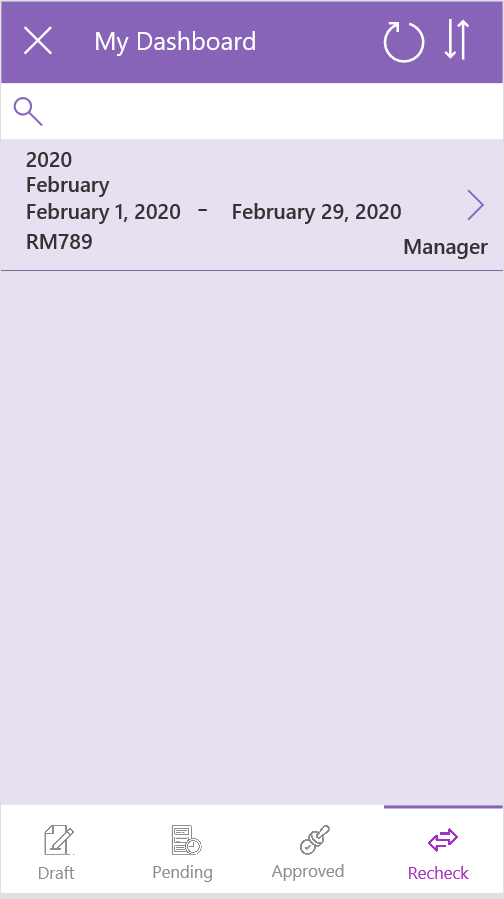 My Dashboard
2020
February
February 1, 2020 - February 29, 2020
RM789
Manager
Draft
Pending
Approved
Recheck